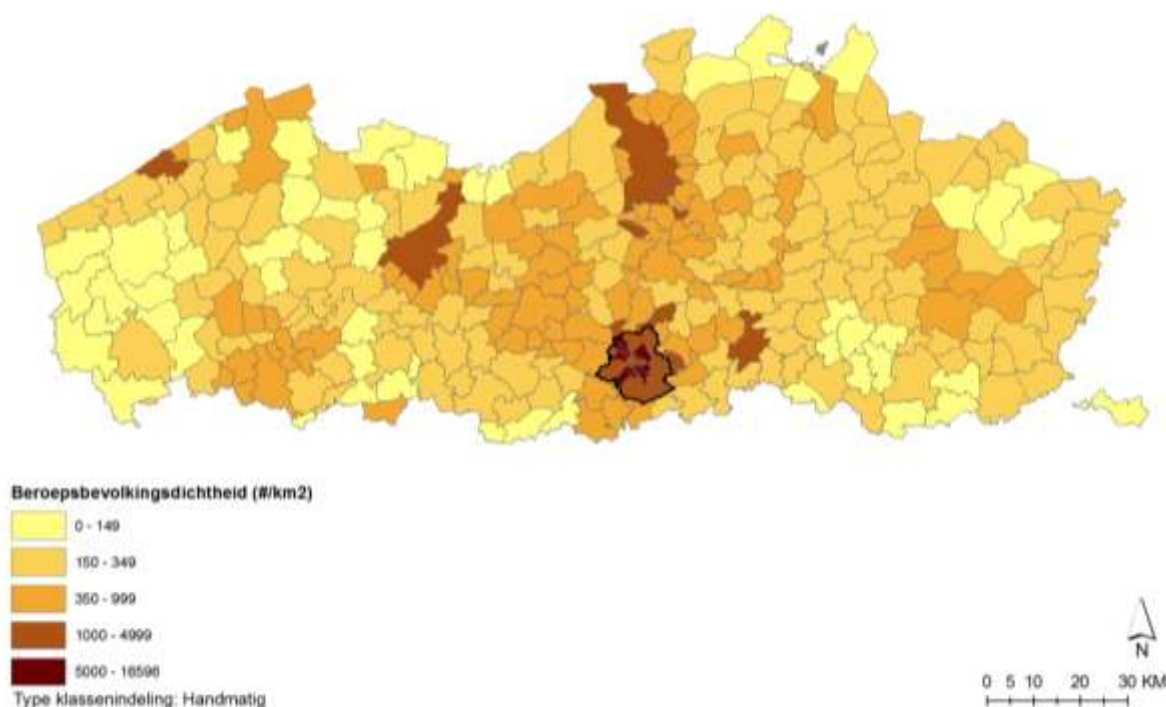 Beroepsbevolkingsdichtheid (#/km2)
0 - 149
150 - 349
350 - 999
1000 - 4999
5000 - 16596
Type klassenindeling: Handmatig
N
0 5 10 20 30 KM